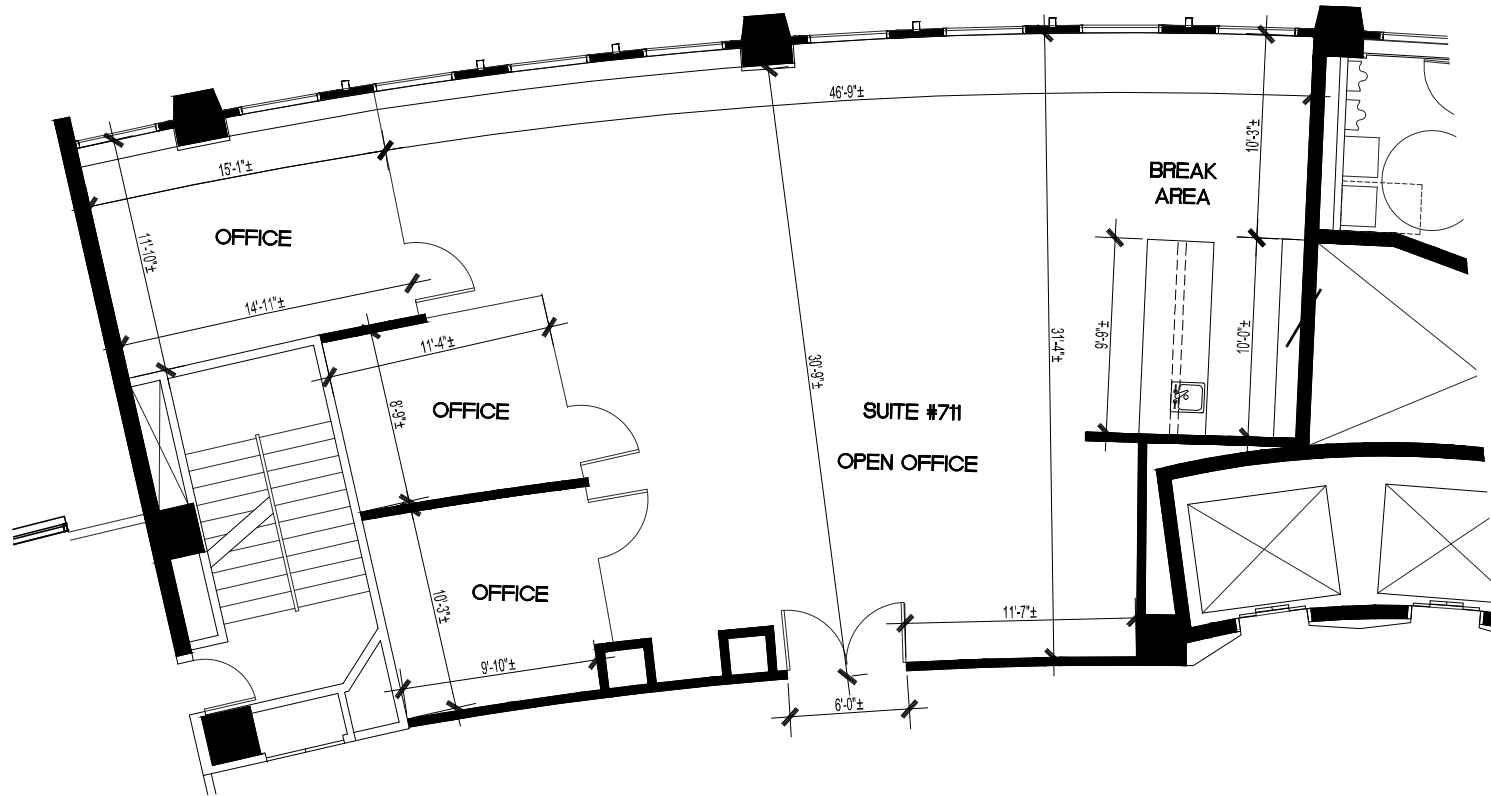 46'-9"±
15'-1"±
10'-3"±
BREAK
AREA
OFFICE
11'-10"±
14'-11"±
11'-4"±
31'-4"±
9'-6"±
10'-0"±
30'-9"±
8'-9"±
OFFICE
SUITE #711
OPEN OFFICE
OFFICE
10'-3"±
11'-7"±
9'-10"±
6'-0"±